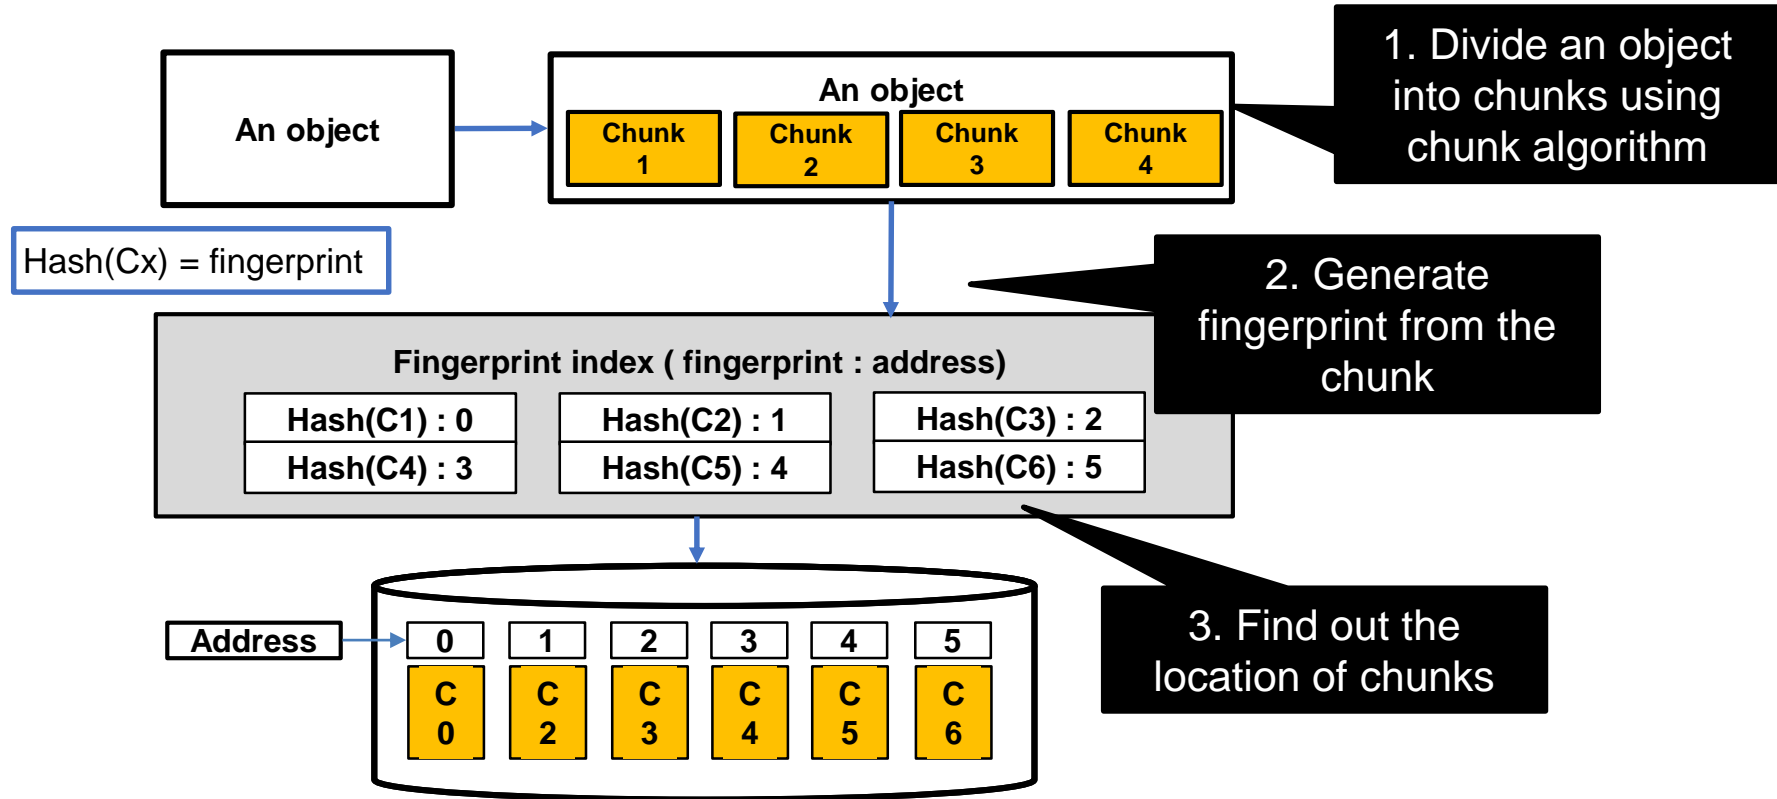 An object
An object
Chunk
1
Chunk
2
Chunk
3
Chunk
4
1. Divide an object
into chunks using
chunk algorithm
Hash(Cx) = fingerprint
2. Generate
fingerprint from the
chunk
Fingerprint index ( fingerprint : address)
Hash(C1) : 0
Hash(C2) : 1
Hash(C3) : 2
Hash(C4) : 3
Hash(C5) : 4
Hash(C6) : 5
3. Find out the
location of chunks
Address
0
1
2
3
4
5
C
0
C
2
C
3
C
4
C
5
C
6